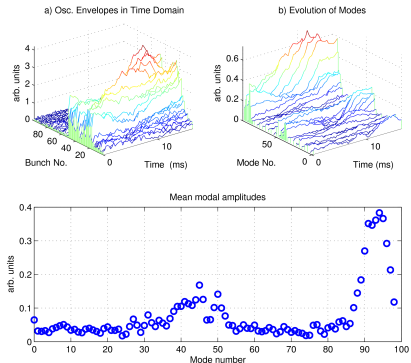 a) Osc. Envelopes in Time Domain
b) Evolution of Modes
arb. units
4
3
2
1
0
80
60
40
20
Bunch No.
10
Time (ms)
arb. units
0.6
0.4
0.2
0
50
0
0
Mode No.
10
Time (ms)
Mean modal amplitudes
arb. units
0.4
0.3
0.2
0.1
0
0 10 20 30 40 50 60 70 80 90 100
Mode number